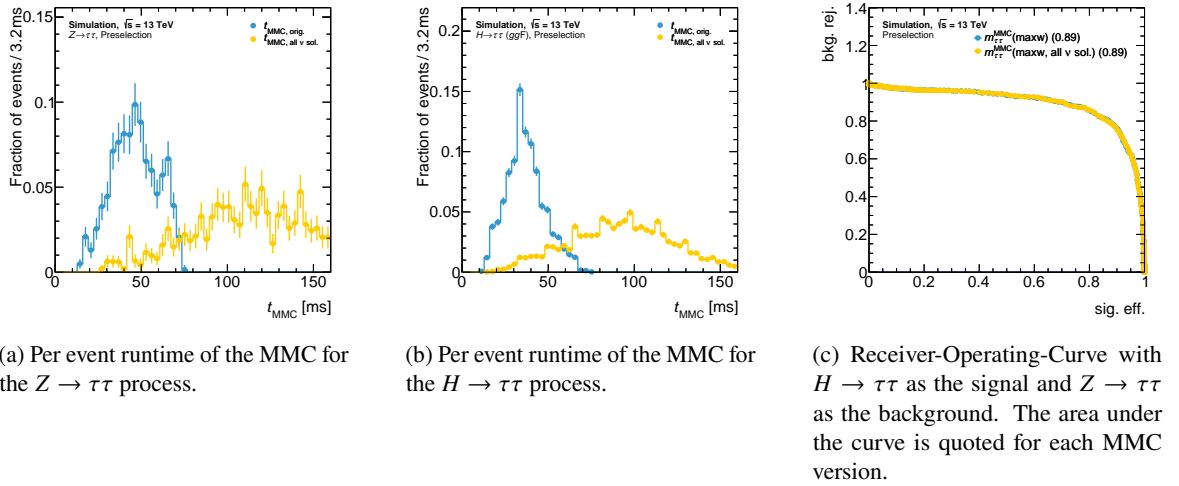 Simulation, √s = 13 TeV
Z→ττ, Preselection
t_MMC, orig.
t_MMC, all ν sol.
Fraction of events/ 3.2ms
0.15
0.1
0.05
0
0 50 100 150
t_MMC [ms]
(a) Per event runtime of the MMC for
the Z → ττ process.
Simulation, √s = 13 TeV
H→ττ (ggF), Preselection
t_MMC, orig.
t_MMC, all ν sol.
Fraction of events/ 3.2ms
0.2
0.15
0.1
0.05
0
0 50 100 150
t_MMC [ms]
(b) Per event runtime of the MMC for
the H → ττ process.
Simulation, √s = 13 TeV
Preselection
m_ττ^MMC(maxw) (0.89)
m_ττ^MMC(maxw, all ν sol.) (0.89)
bkg. rej.
1.4
1.2
1
0.8
0.6
0.4
0.2
0
0 0.2 0.4 0.6 0.8 1
sig. eff.
(c) Receiver-Operating-Curve with
H → ττ as the signal and Z → ττ
as the background. The area under
the curve is quoted for each MMC
version.